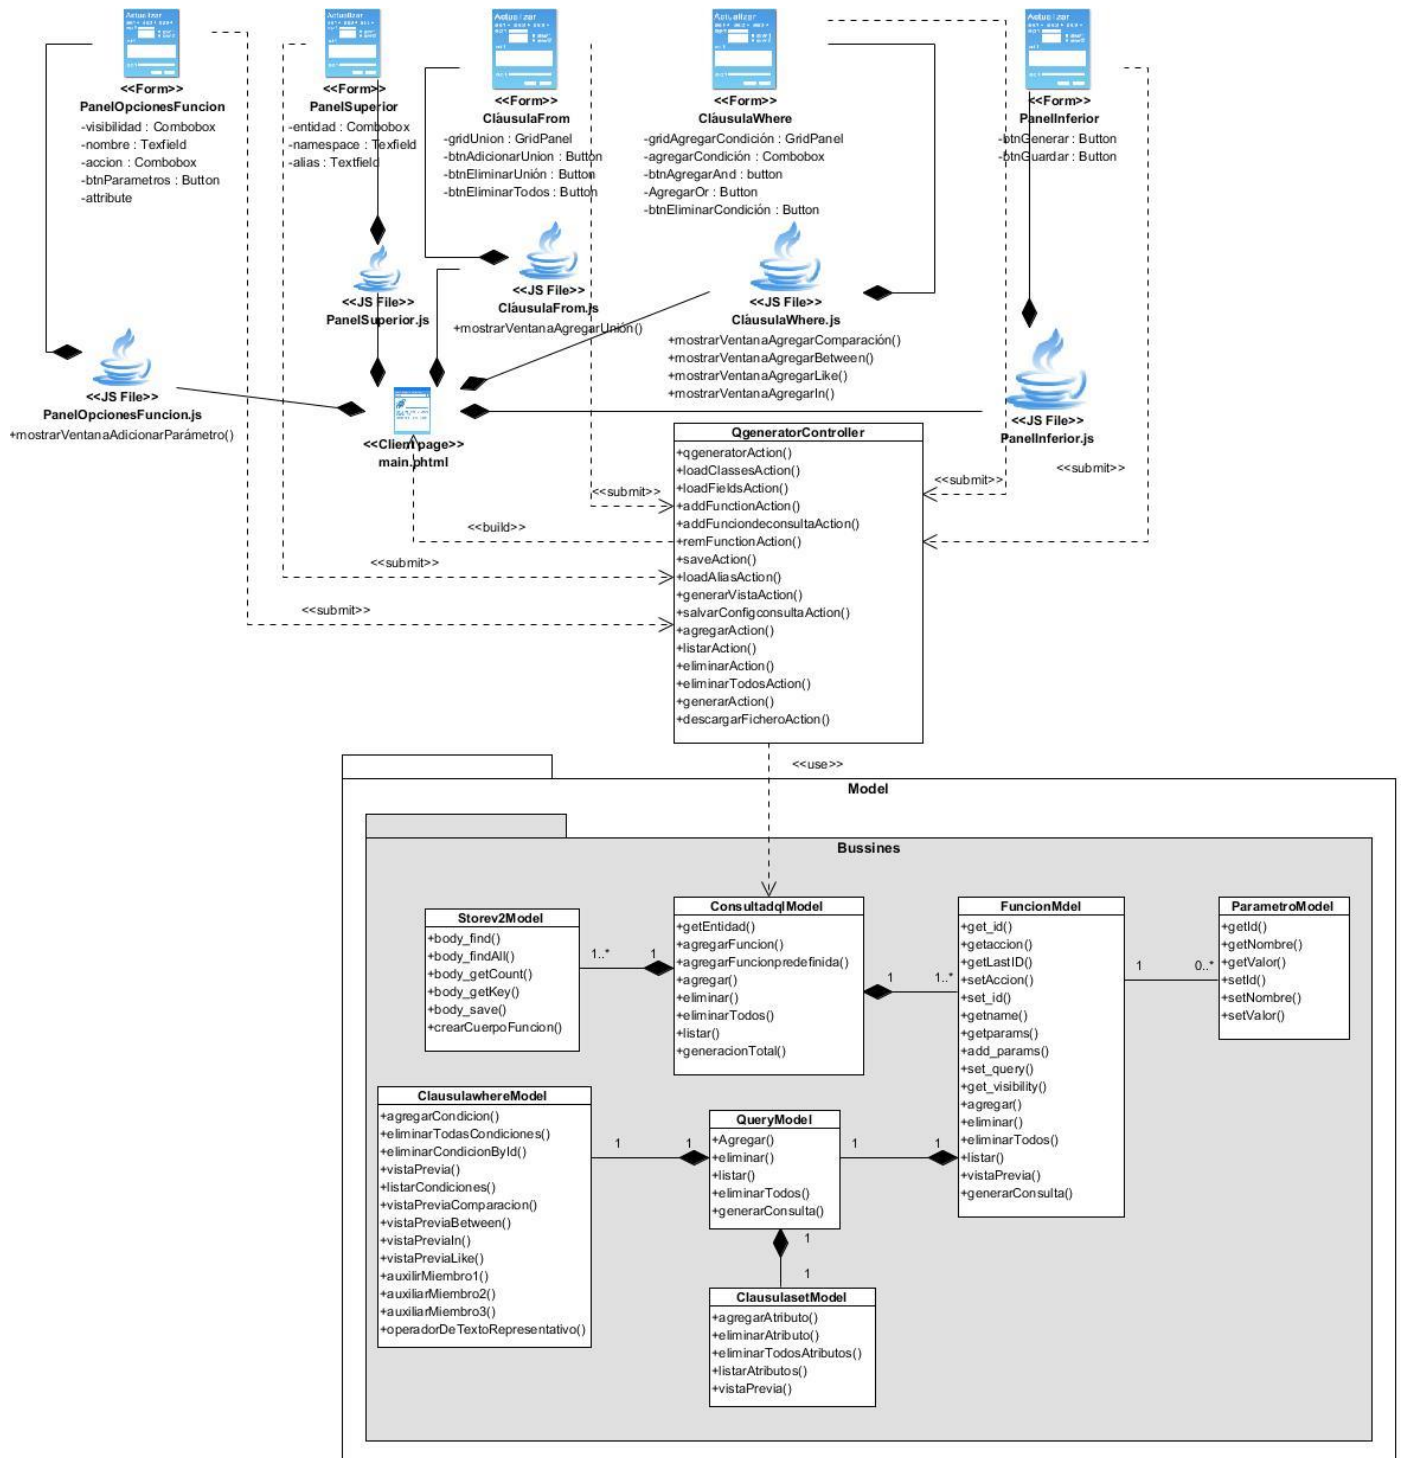 Actualizar
<<Form>>
PanelOpcionesFuncion
-visibilidad : Combobox
-nombre : Texfield
-accion : Combobox
-btnParametros : Button
-attribute
Actualizar
<<Form>>
PanelSuperior
-entidad : Combobox
-namespace : Texfield
-alias : Textfield
Actualizar
<<Form>>
CláusulaFrom
-gridUnion : GridPanel
-btnAdicionarUnion : Button
-btnEliminarUnión : Button
-btnEliminarTodos : Button
Actualizar
<<Form>>
CláusulaWhere
-gridAgregarCondición : GridPanel
-agregarCondición : Combobox
-btnAgregarAnd : button
-AgregarOr : Button
-btnEliminarCondición : Button
Actualizar
<<Form>>
PanelInferior
-btnGenerar : Button
-btnGuardar : Button
<<JS File>>
PanelOpcionesFuncion.js
+mostrarVentanaAdicionarParámetro()
<<JS File>>
PanelSuperior.js
<<JS File>>
CláusulaFrom.js
+mostrarVentanaAgregarUnión()
<<JS File>>
CláusulaWhere.js
+mostrarVentanaAgregarComparación()
+mostrarVentanaAgregarBetween()
+mostrarVentanaAgregarLike()
+mostrarVentanaAgregarIn()
<<JS File>>
PanelInferior.js
<<Client page>>
main.phtml
<<submit>>
<<submit>>
<<submit>>
<<build>>
<<submit>>
<<submit>>
QgeneratorController
+qgeneratorAction()
+loadClassesAction()
+loadFieldsAction()
+addFunctionAction()
+addFunciondeconsultaAction()
+remFunctionAction()
+saveAction()
+loadAliasAction()
+generarVistaAction()
+salvarConfigconsultaAction()
+agregarAction()
+listarAction()
+eliminarAction()
+eliminarTodosAction()
+generarAction()
+descargarFicheroAction()
<<use>>
Model
Bussines
Storev2Model
+body_find()
+body_findAll()
+body_getCount()
+body_getKey()
+body_save()
+crearCuerpoFuncion()
1..*
1
ConsultadqlModel
+getEntidad()
+agregarFuncion()
+agregarFuncionpredefinida()
+agregar()
+eliminar()
+eliminarTodos()
+listar()
+generacionTotal()
1
1..*
FuncionMdel
+get_id()
+getaccion()
+getLastID()
+setAccion()
+set_id()
+getname()
+getparams()
+add_params()
+set_query()
+get_visibility()
+agregar()
+eliminar()
+eliminarTodos()
+listar()
+vistaPrevia()
+generarConsulta()
1
0..*
ParametroModel
+getId()
+getNombre()
+getValor()
+setId()
+setNombre()
+setValor()
ClausulawhereModel
+agregarCondicion()
+eliminarTodasCondiciones()
+eliminarCondicionById()
+vistaPrevia()
+listarCondiciones()
+vistaPreviaComparacion()
+vistaPreviaBetween()
+vistaPreviaIn()
+vistaPreviaLike()
+auxilirMiembro1()
+auxiliarMiembro2()
+auxiliarMiembro3()
+operadorDeTextoRepresentativo()
1
1
QueryModel
+Agregar()
+eliminar()
+listar()
+eliminarTodos()
+generarConsulta()
1
1
1
1
ClausulasetModel
+agregarAtributo()
+eliminarAtributo()
+eliminarTodosAtributos()
+listarAtributos()
+vistaPrevia()